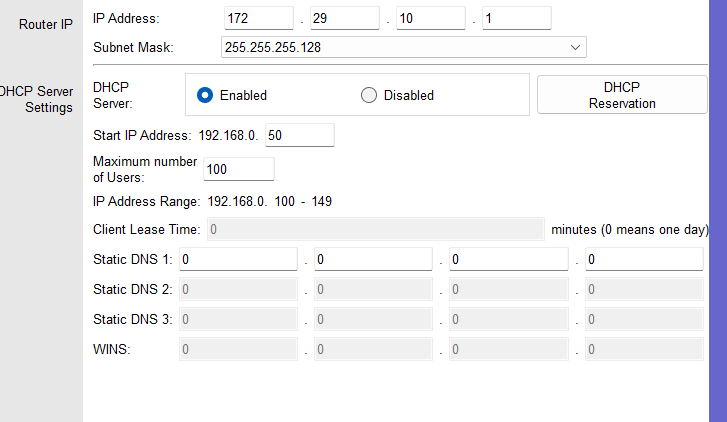 Router IP
IP Address: 172 . 29 . 10 . 1
Subnet Mask: 255.255.255.128
DHCP Server
Settings
DHCP
Server:
Enabled
Disabled
DHCP
Reservation
Start IP Address: 192.168.0. 50
Maximum number
of Users: 100
IP Address Range: 192.168.0. 100 - 149
Client Lease Time: 0 minutes (0 means one day)
Static DNS 1: 0 . 0 . 0 . 0
Static DNS 2: 0 . 0 . 0 . 0
Static DNS 3: 0 . 0 . 0 . 0
WINS: 0 . 0 . 0 . 0